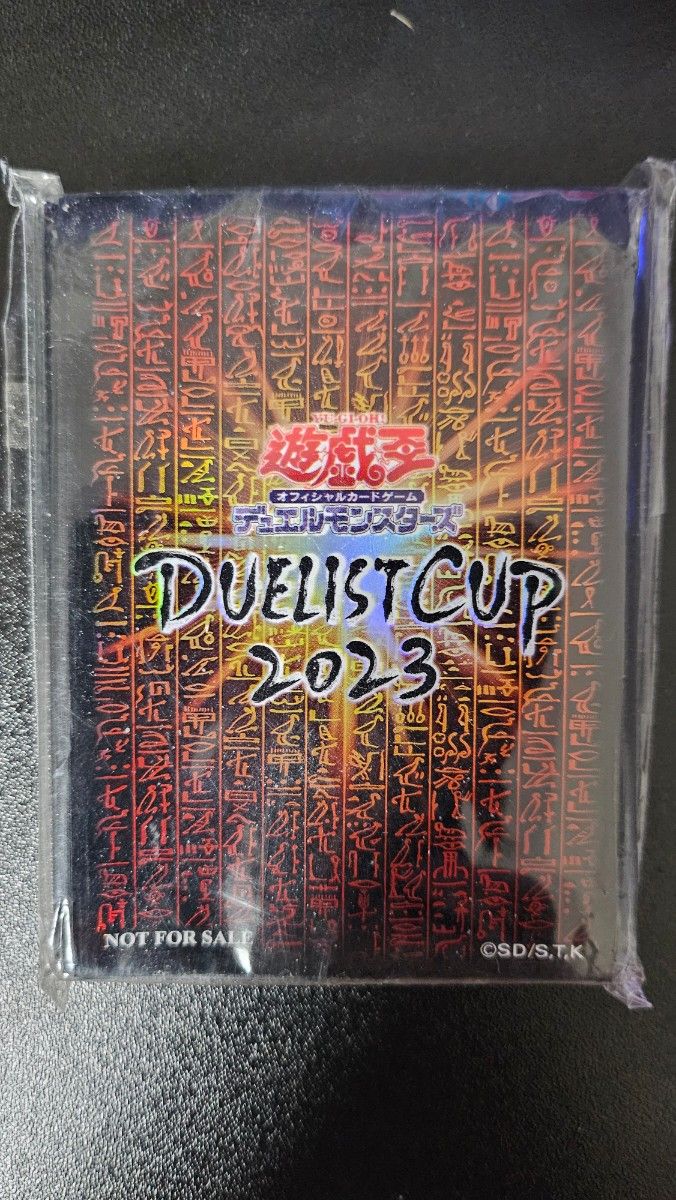 YU-GI-OH!
遊戯王
オフィシャルカードゲーム
デュエルモンスターズ
DUELIST CUP
2023
NOT FOR SALE
©SD/S.T.K